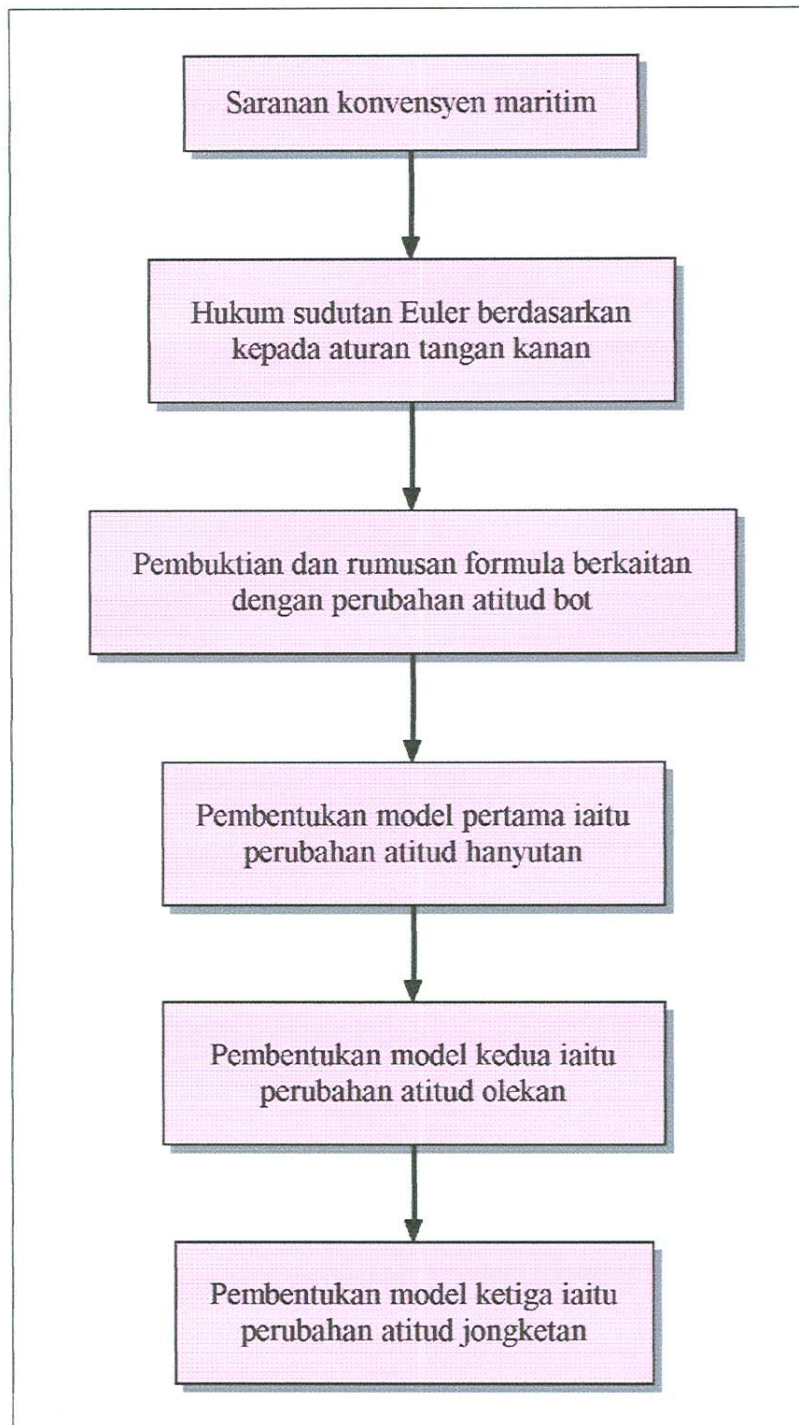 Saranan konvensyen maritim
Hukum sudutan Euler berdasarkan
kepada aturan tangan kanan
Pembuktian dan rumusan formula berkaitan
dengan perubahan atitud bot
Pembentukan model pertama iaitu
perubahan atitud hanyutan
Pembentukan model kedua iaitu
perubahan atitud olekan
Pembentukan model ketiga iaitu
perubahan atitud jongketan